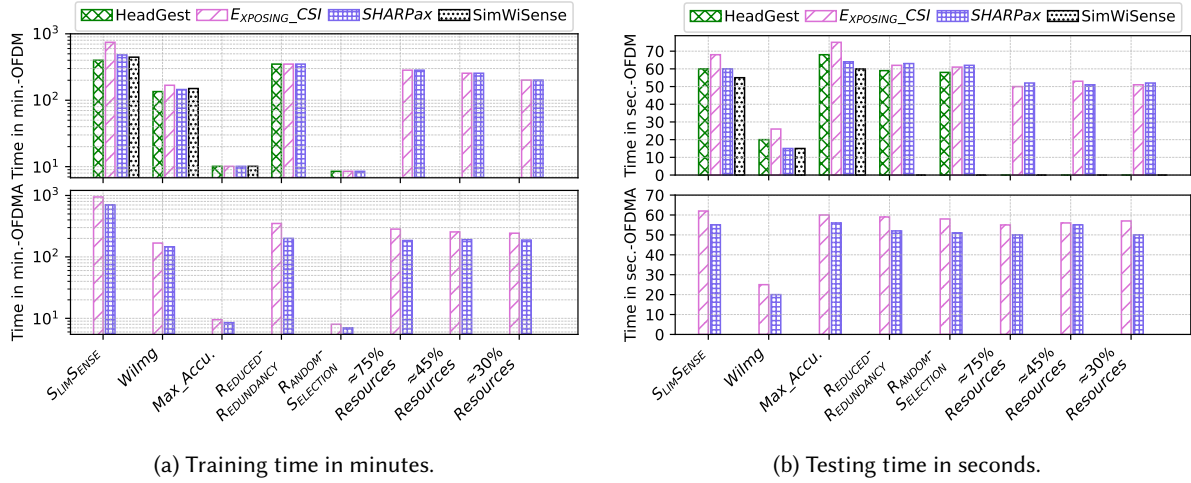 HeadGest EXPOSING_CSI SHARPax SimWiSense
Time in min.-OFDM
10³
10²
10¹
Time in min.-OFDMA
10³
10²
10¹
SLIMSENSE
WiImg
Max_Accu.
REDUCED-
REDUNDANCY
RANDOM-
SELECTION
≈75%
Resources
≈45%
Resources
≈30%
Resources
(a) Training time in minutes.
HeadGest EXPOSING_CSI SHARPax SimWiSense
Time in sec.-OFDM
70
60
50
40
30
20
10
0
Time in sec.-OFDMA
70
60
50
40
30
20
10
0
SLIMSENSE
WiImg
Max_Accu.
REDUCED-
REDUNDANCY
RANDOM-
SELECTION
≈75%
Resources
≈45%
Resources
≈30%
Resources
(b) Testing time in seconds.